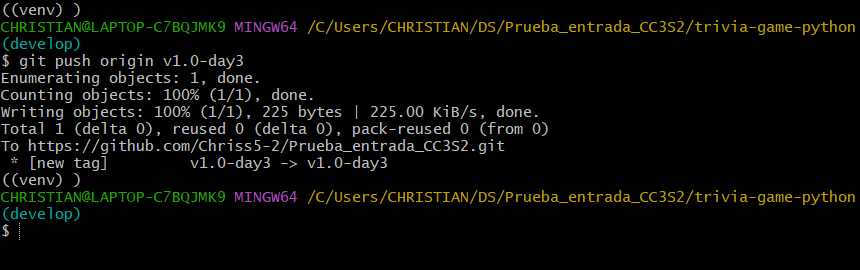 ((venv) )
CHRISTIAN@LAPTOP-C7BQJMK9 MINGW64 /C/Users/CHRISTIAN/DS/Prueba_entrada_CC3S2/trivia-game-python
(develop)
$ git push origin v1.0-day3
Enumerating objects: 1, done.
Counting objects: 100% (1/1), done.
Writing objects: 100% (1/1), 225 bytes | 225.00 KiB/s, done.
Total 1 (delta 0), reused 0 (delta 0), pack-reused 0 (from 0)
To https://github.com/Chriss5-2/Prueba_entrada_CC3S2.git
 * [new tag]         v1.0-day3 -> v1.0-day3
((venv) )
CHRISTIAN@LAPTOP-C7BQJMK9 MINGW64 /C/Users/CHRISTIAN/DS/Prueba_entrada_CC3S2/trivia-game-python
(develop)
$